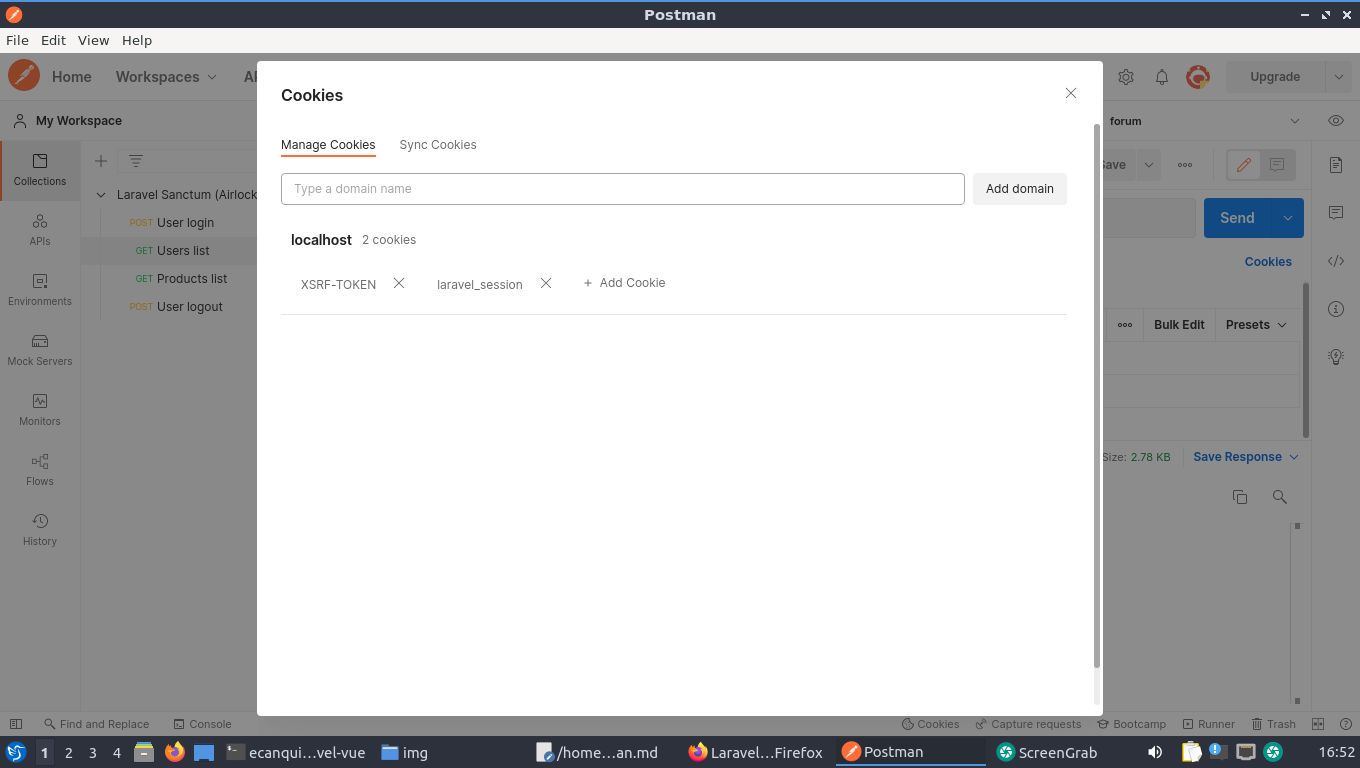 Postman
File Edit View Help
Home Workspaces
Upgrade
My Workspace
forum
Collections
APIs
Environments
Mock Servers
Monitors
Flows
History
Laravel Sanctum (Airlock
POST User login
GET Users list
GET Products list
POST User logout
Cookies
Manage Cookies Sync Cookies
Type a domain name Add domain
localhost 2 cookies
XSRF-TOKEN laravel_session + Add Cookie
Send
Cookies
Bulk Edit Presets
Size: 2.78 KB Save Response
Find and Replace Console Cookies Capture requests Bootcamp Runner Trash
1 2 3 4 ecanqui...vel-vue img /home...an.md Laravel...Firefox Postman ScreenGrab 16:52